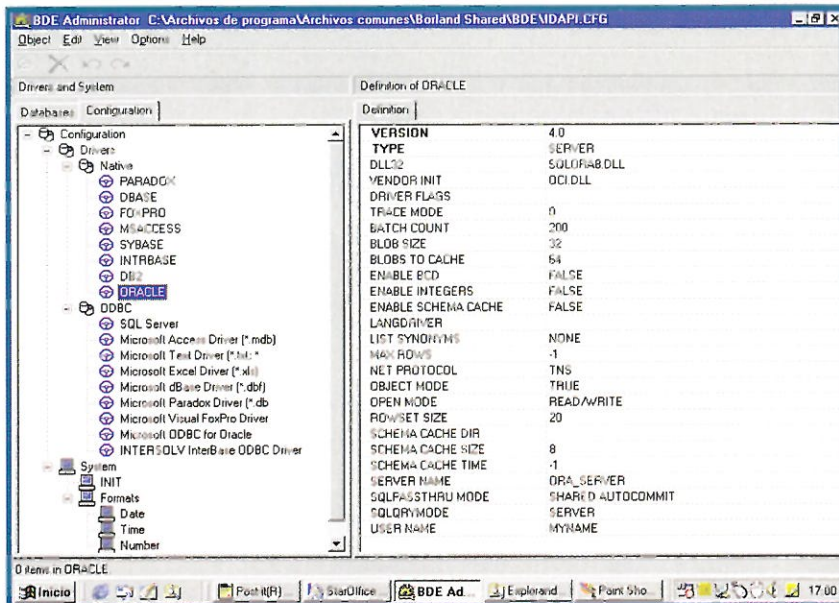 BDE Administrator C:\Archivos de programa\Archivos comunes\Borland Shared\BDE\IDAPI.CFG
Object Edit View Options Help
Drivers and System
Databases Configuration
Configuration
Drivers
Native
PARADOX
DBASE
FOXPRO
MSACCESS
SYBASE
INTRBASE
DB2
ORACLE
ODBC
SQL Server
Microsoft Access Driver (*.mdb)
Microsoft Text Driver (*.txt; *
Microsoft Excel Driver (*.xls)
Microsoft dBase Driver (*.dbf)
Microsoft Paradox Driver (*.db
Microsoft Visual FoxPro Driver
Microsoft ODBC for Oracle
INTERSOLV InterBase ODBC Driver
System
INIT
Formats
Date
Time
Number
Definition of ORACLE
Definition
VERSION 4.0
TYPE SERVER
DLL32 SQLORA8.DLL
VENDOR INIT OCI.DLL
DRIVER FLAGS
TRACE MODE 0
BATCH COUNT 200
BLOB SIZE 32
BLOBS TO CACHE 64
ENABLE BCD FALSE
ENABLE INTEGERS FALSE
ENABLE SCHEMA CACHE FALSE
LANGDRIVER
LIST SYNONYMS NONE
MAX ROWS -1
NET PROTOCOL TNS
OBJECT MODE TRUE
OPEN MODE READ/WRITE
ROWSET SIZE 20
SCHEMA CACHE DIR
SCHEMA CACHE SIZE 8
SCHEMA CACHE TIME -1
SERVER NAME ORA_SERVER
SQLPASSTHRU MODE SHARED AUTOCOMMIT
SQLQRYMODE SERVER
USER NAME MYNAME
0 items in ORACLE.
Inicio Post it(R) ... StarOffice ... BDE Ad... Explorand... Paint Sho... 17:00